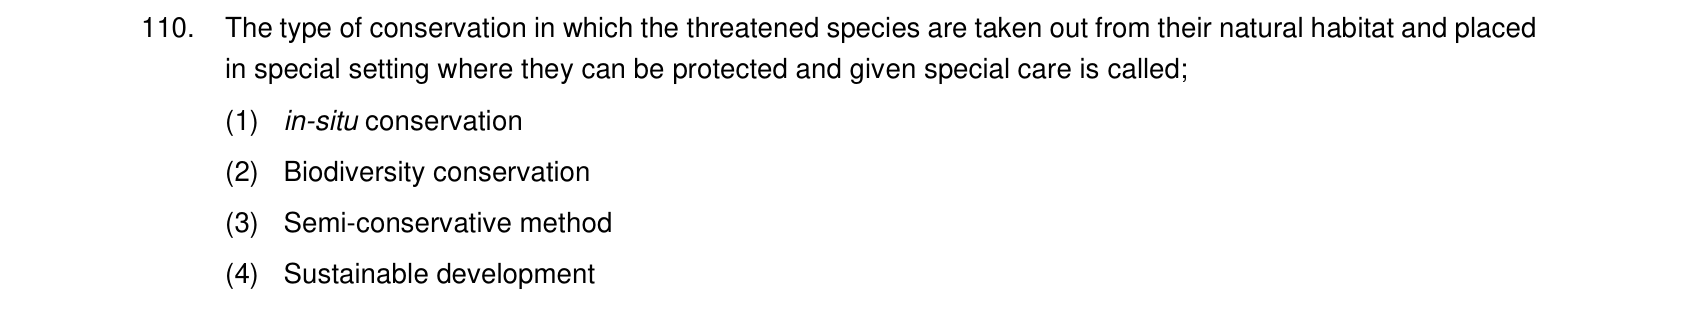 110. The type of conservation in which the threatened species are taken out from their natural habitat and placed
in special setting where they can be protected and given special care is called;
(1) in-situ conservation
(2) Biodiversity conservation
(3) Semi-conservative method
(4) Sustainable development